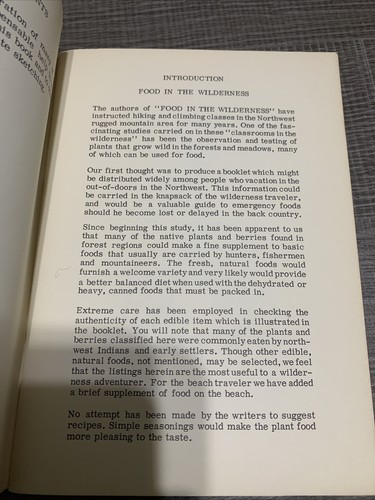 INTRODUCTION
FOOD IN THE WILDERNESS
The authors of "FOOD IN THE WILDERNESS" have
instructed hiking and climbing classes in the Northwest
rugged mountain area for many years. One of the fas-
cinating studies carried on in these "classrooms in the
wilderness" has been the observation and testing of
plants that grow wild in the forests and meadows, many
of which can be used for food.
Our first thought was to produce a booklet which might
be distributed widely among people who vacation in the
out-of-doors in the Northwest. This information could
be carried in the knapsack of the wilderness traveler,
and would be a valuable guide to emergency foods
should he become lost or delayed in the back country.
Since beginning this study, it has been apparent to us
that many of the native plants and berries found in
forest regions could make a fine supplement to basic
foods that usually are carried by hunters, fishermen
and mountaineers. The fresh, natural foods would
furnish a welcome variety and very likely would provide
a better balanced diet when used with the dehydrated or
heavy, canned foods that must be packed in.
Extreme care has been employed in checking the
authenticity of each edible item which is illustrated in
the booklet. You will note that many of the plants and
berries classified here were commonly eaten by north-
west Indians and early settlers. Though other edible,
natural foods, not mentioned, may be selected, we feel
that the listings herein are the most useful to a wilder-
ness adventurer. For the beach traveler we have added
a brief supplement of food on the beach.
No attempt has been made by the writers to suggest
recipes. Simple seasonings would make the plant food
more pleasing to the taste.